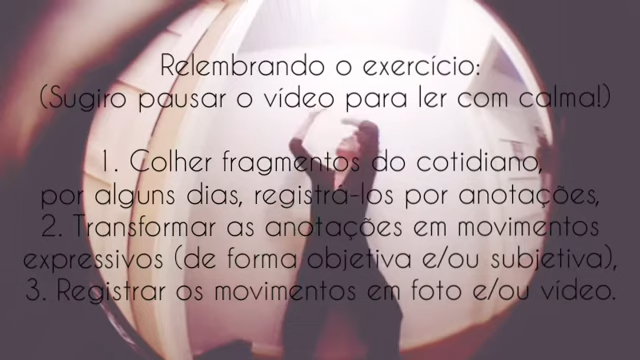 Relembrando o exercício:
(Sugiro pausar o vídeo para ler com calma!)
1. Colher fragmentos do cotidiano,
por alguns dias, registrá-los por anotações,
2. Transformar as anotações em movimentos
expressivos (de forma objetiva e/ou subjetiva),
3. Registrar os movimentos em foto e/ou vídeo.